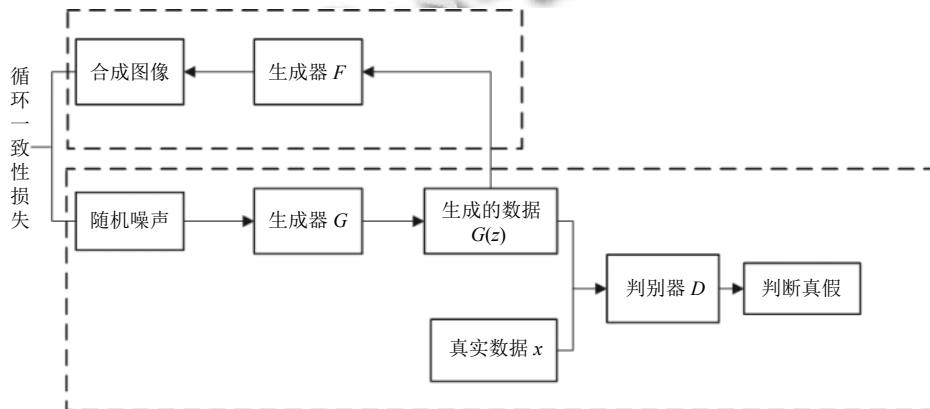 循环一致性损失
合成图像
生成器 F
随机噪声
生成器 G
生成的数据
G(z)
判别器 D
判断真假
真实数据 x